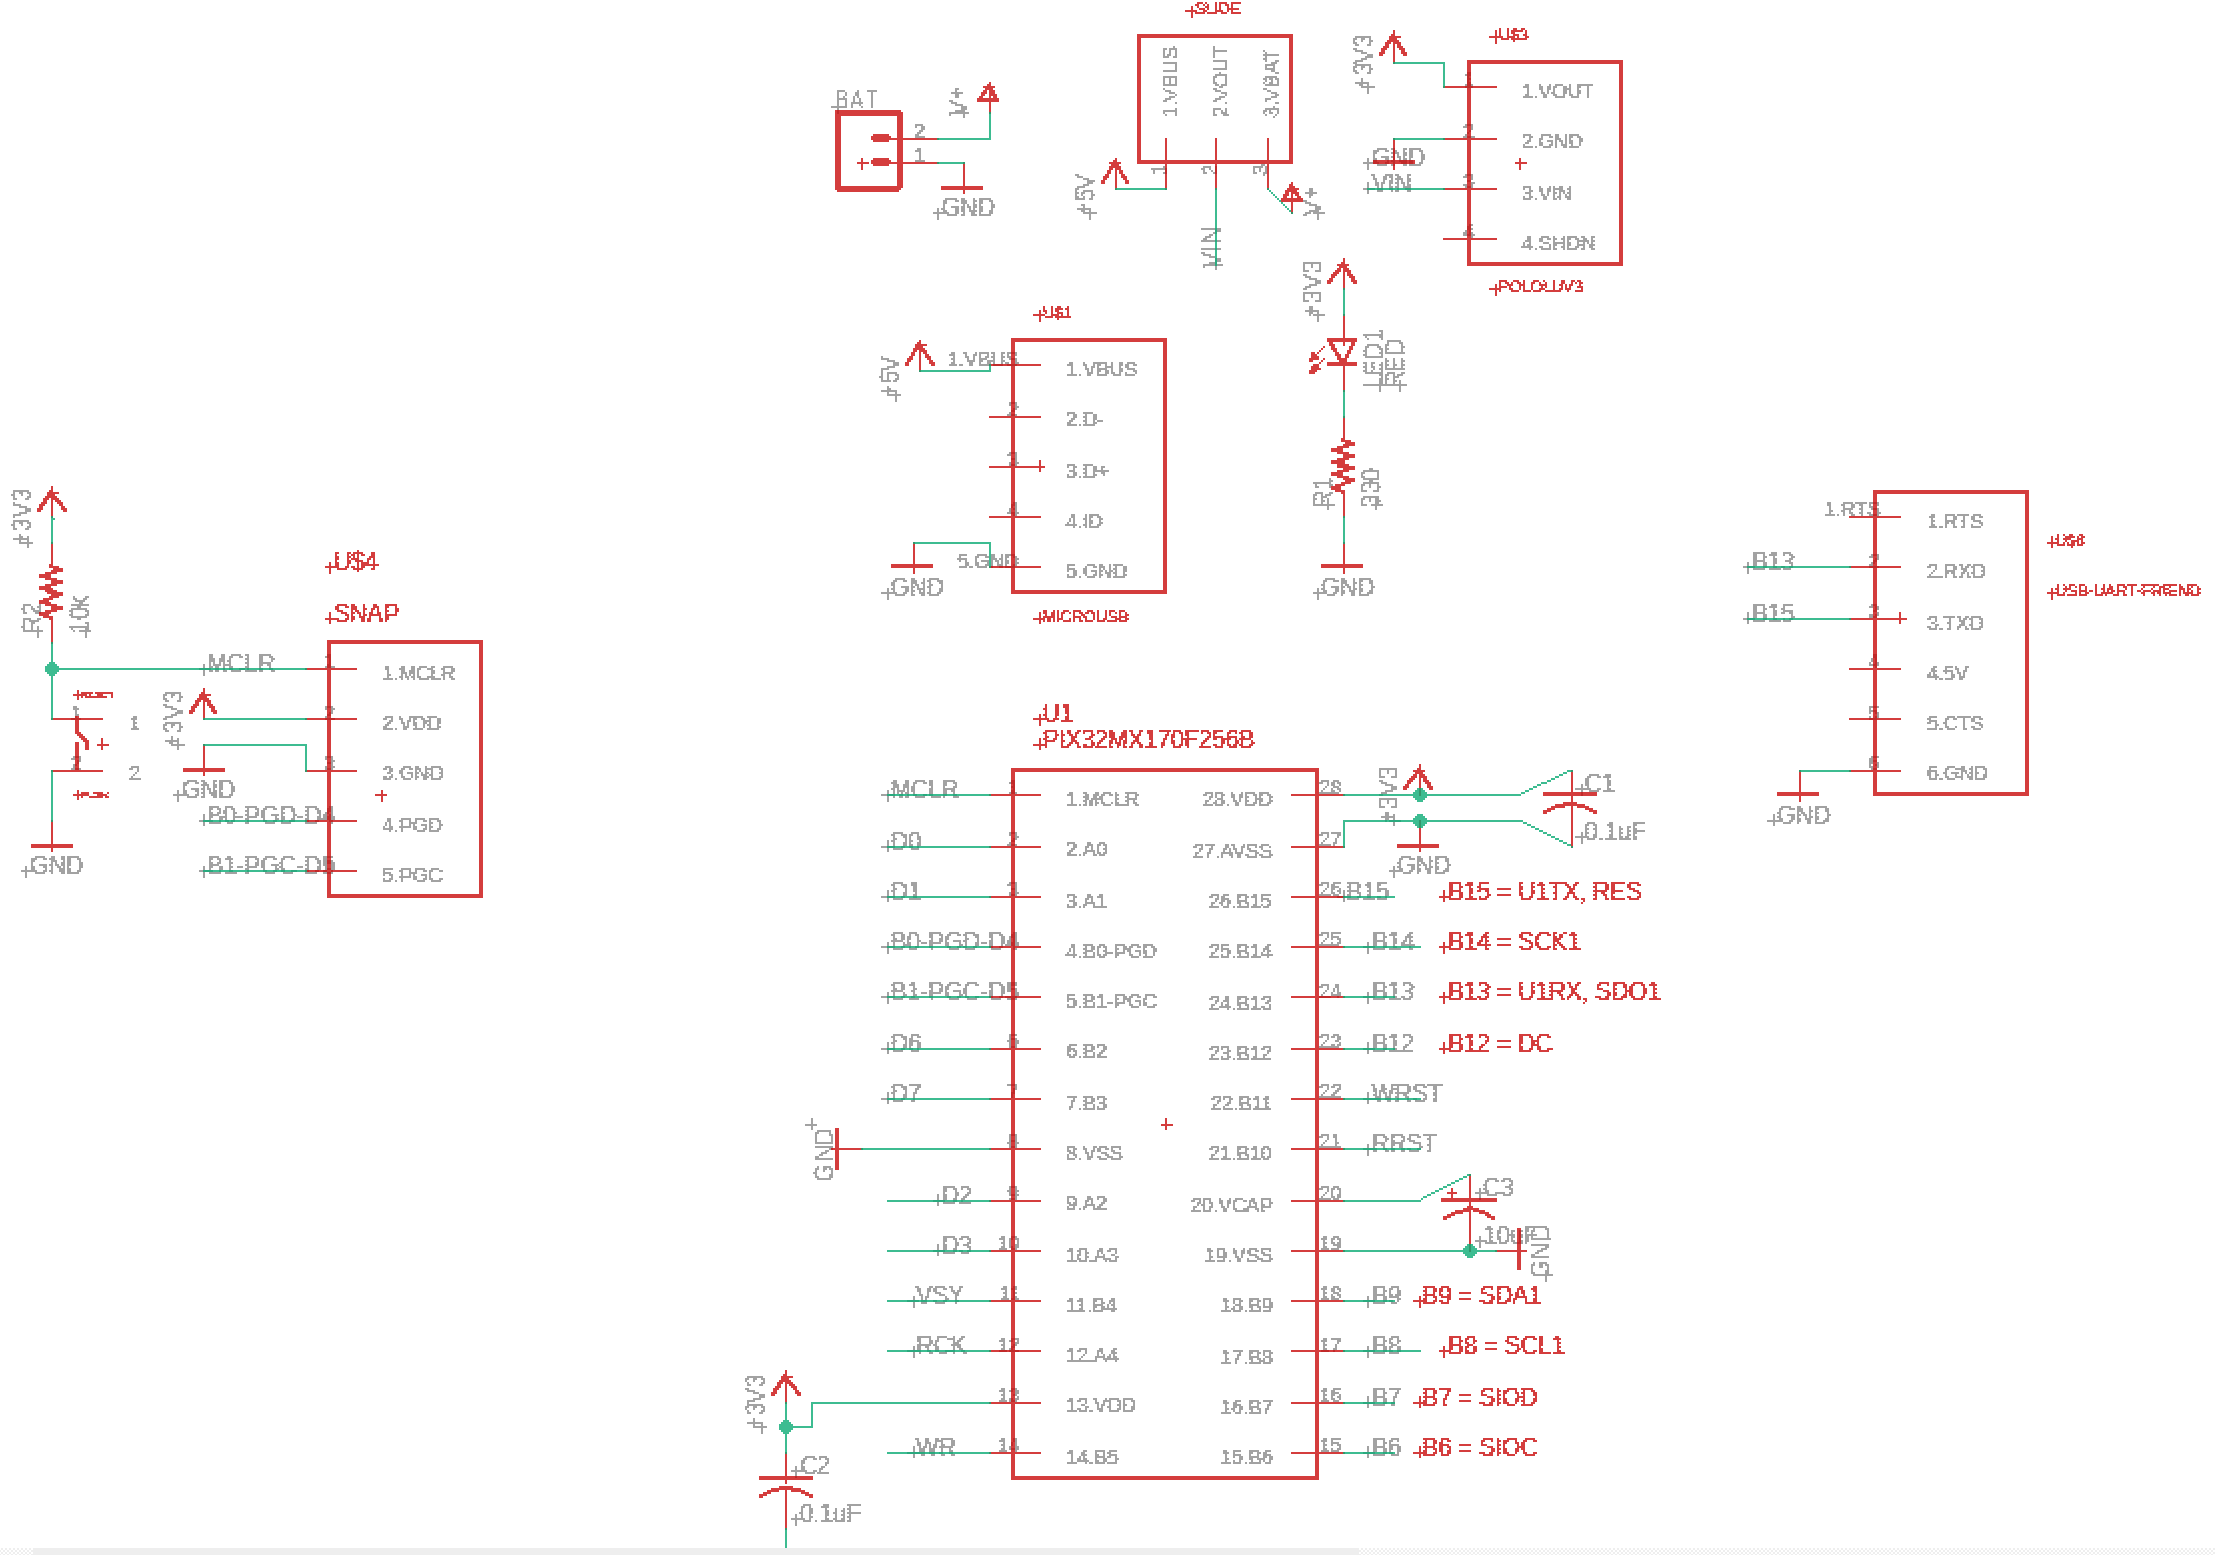 SLIDE
1.VBUS
2.VOUT
3.VBAT
1
2
3
+5V
VIN
V+
BAT
2
1
V+
GND
U$3
+3V3
1.VOUT
2.GND
3.VIN
4.SHDN
GND
VIN
POLOLUV3
U$1
+5V
1.VBUS
1.VBUS
2
2.D-
3.D+
4.ID
5.GND
5.GND
GND
MICROUSB
+3V3
LED1
RED
R1
330
GND
+3V3
R2
10K
MCLR
1
2
GND
U$4
SNAP
1.MCLR
+3V3
2.VDD
3.GND
GND
B0-PGD-D4
4.PGD
B1-PGC-D5
5.PGC
U$6
USB-UART-FRIEND
1.RTS
1.RTS
B13
2.RXD
B15
3.TXD
4.5V
5.CTS
6.GND
GND
U1
PIX32MX170F256B
MCLR
1
1.MCLR
D0
2
2.A0
D1
3
3.A1
B0-PGD-D4
4
4.B0-PGD
B1-PGC-D5
5.B1-PGC
D6
6
6.B2
D7
7
7.B3
GND
8
8.VSS
D2
9
9.A2
D3
10
10.A3
VSY
11
11.B4
RCK
12
12.A4
+3V3
13
13.VDD
WR
14
14.B5
C2
0.1uF
28.VDD
28
+3V3
C1
0.1uF
27.AVSS
27
GND
26.B15
26
B15
B15 = U1TX, RES
25.B14
25
B14
B14 = SCK1
24.B13
24
B13
B13 = U1RX, SDO1
23.B12
23
B12
B12 = DC
22.B11
22
WRST
21.B10
21
RRST
20.VCAP
20
C3
10uF
19.VSS
19
GND
18.B9
18
B9
B9 = SDA1
17.B8
17
B8
B8 = SCL1
16.B7
16
B7
B7 = SIOD
15.B6
15
B6
B6 = SIOC